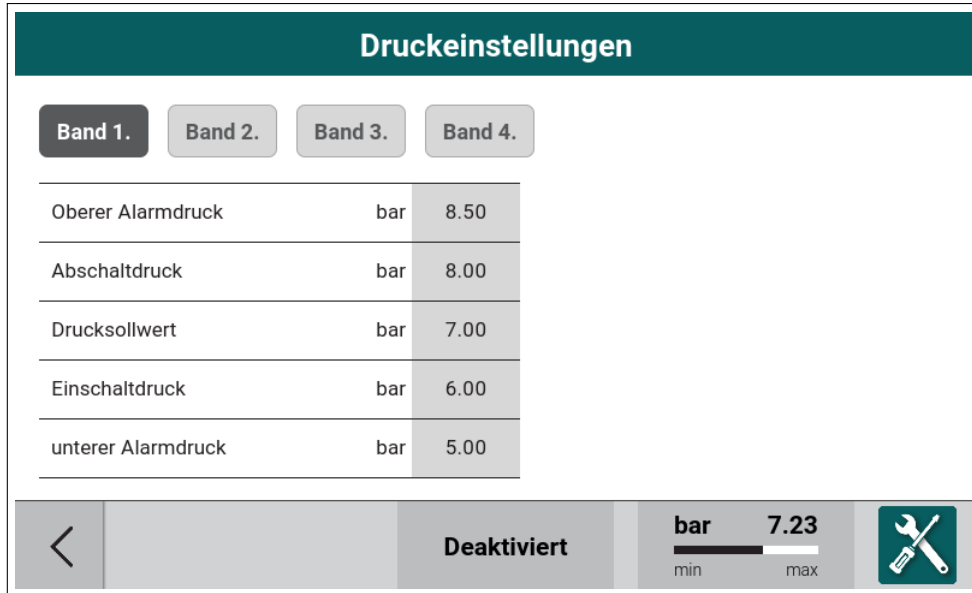 Druckeinstellungen
Band 1. Band 2. Band 3. Band 4.
Oberer Alarmdruck bar 8.50
Abschaltdruck bar 8.00
Drucksollwert bar 7.00
Einschaltdruck bar 6.00
unterer Alarmdruck bar 5.00
Deaktiviert
bar 7.23
min max